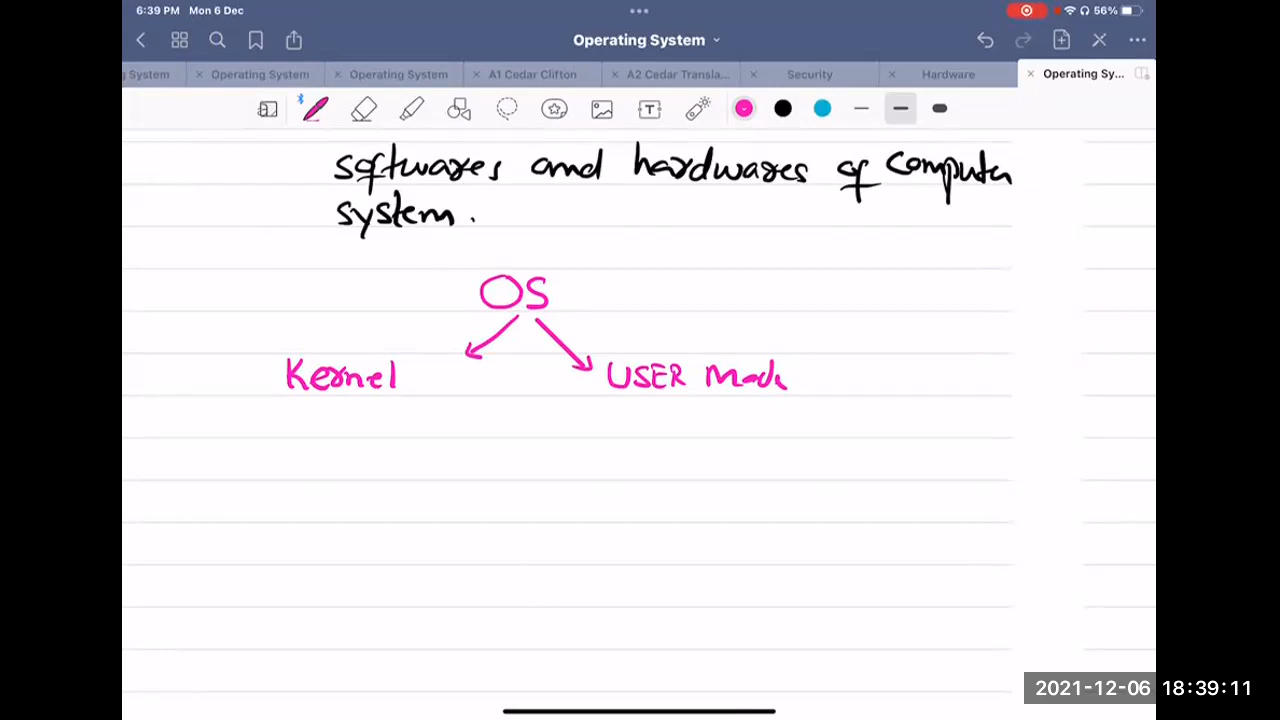 6:39 PM Mon 6 Dec
56%
Operating System
g System
Operating System
Operating System
A1 Cedar Clifton
A2 Cedar Transla...
Security
Hardware
Operating Sy...
softwares and hardwares of computer
system.
OS
Kernel USER Mode
2021-12-06 18:39:11